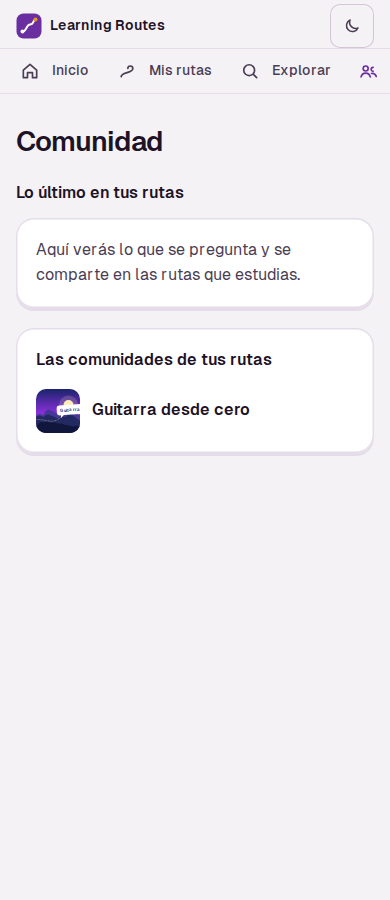 Learning Routes
Inicio
Mis rutas
Explorar
Comunidad
Lo último en tus rutas
Aquí verás lo que se pregunta y se
comparte en las rutas que estudias.
Las comunidades de tus rutas
Guitarra desde cero